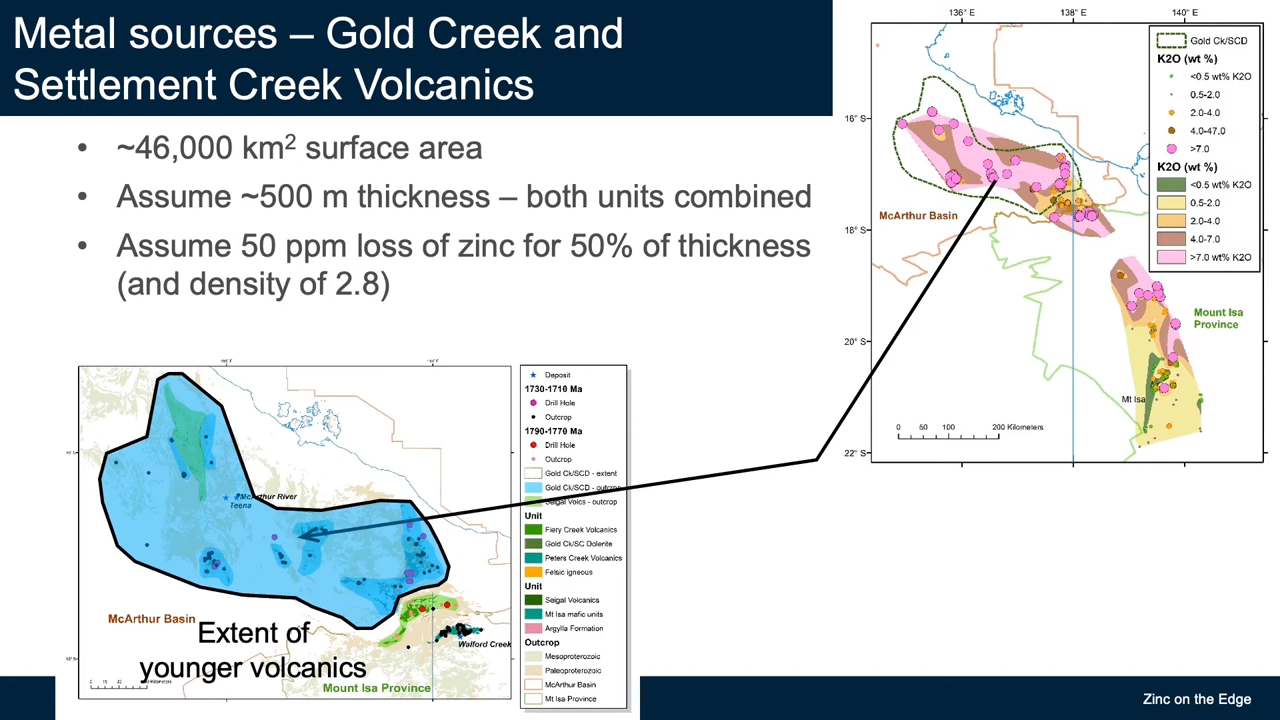 Metal sources – Gold Creek and
Settlement Creek Volcanics
• ~46,000 km2 surface area
• Assume ~500 m thickness – both units combined
• Assume 50 ppm loss of zinc for 50% of thickness
(and density of 2.8)
136° E
138° E
140° E
16° S
18° S
20° S
22° S
Gold Ck/SCD
K2O (wt %)
<0.5 wt% K2O
0.5-2.0
2.0-4.0
4.0-47.0
>7.0
K2O (wt %)
<0.5 wt% K2O
0.5-2.0
2.0-4.0
4.0-7.0
>7.0 wt% K2O
McArthur Basin
Mount Isa
Province
Mt Isa
0 50 100 200 Kilometers
McArthur River
Teena
McArthur Basin
Extent of
younger volcanics
Mount Isa Province
Walford Creek
Deposit
1730-1710 Ma
Drill Hole
Outcrop
1790-1770 Ma
Drill Hole
Outcrop
Gold Ck/SCD - extent
Gold Ck/SCD - outcrop
Seigal Volcs - outcrop
Unit
Fiery Creek Volcanics
Gold Ck/SC Dolerite
Peters Creek Volcanics
Felsic igneous
Unit
Seigal Volcanics
Mt Isa mafic units
Argylla Formation
Outcrop
Mesoproterozoic
Paleoproterozoic
McArthur Basin
Mt Isa Province
Zinc on the Edge